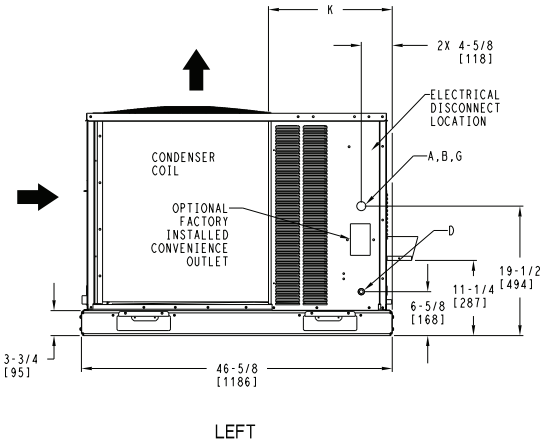 K
2X 4-5/8
[118]
ELECTRICAL
DISCONNECT
LOCATION
CONDENSER
COIL
A,B,G
OPTIONAL
FACTORY
INSTALLED
CONVENIENCE
OUTLET
D
19-1/2
[494]
11-1/4
[287]
6-5/8
[168]
3-3/4
[95]
46-5/8
[1186]
LEFT